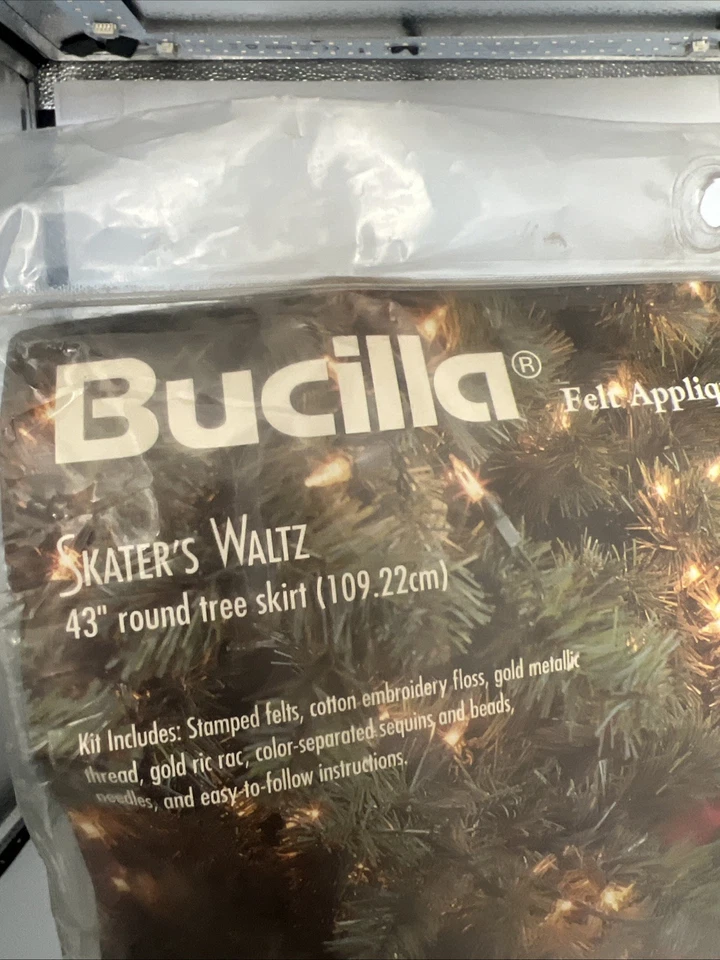 Bucilla®
Felt
SKATER'S WALTZ
43" round tree skirt (109.22cm)
Kit Includes: Stamped felts, cotton embroidery floss, gold metallic
thread, gold ric rac, color-separated sequins and beads,
needles, and easy-to-follow instructions.